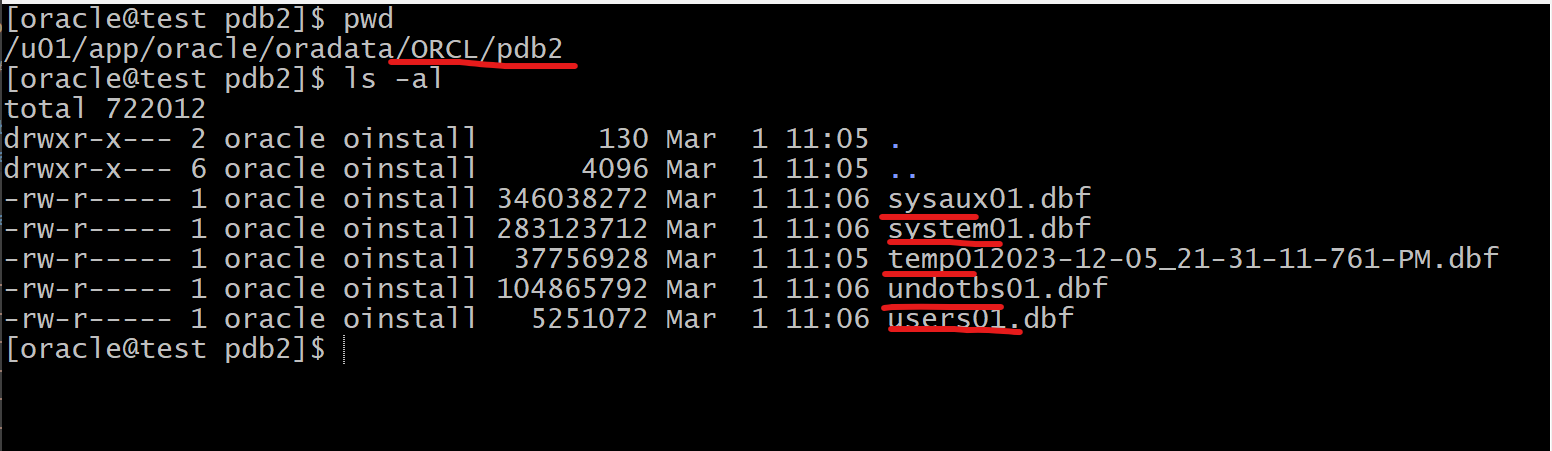 [oracle@test pdb2]$ pwd
/u01/app/oracle/oradata/ORCL/pdb2
[oracle@test pdb2]$ ls -al
total 722012
drwxr-x--- 2 oracle oinstall       130 Mar  1 11:05 .
drwxr-x--- 6 oracle oinstall      4096 Mar  1 11:05 ..
-rw-r----- 1 oracle oinstall 346038272 Mar  1 11:06 sysaux01.dbf
-rw-r----- 1 oracle oinstall 283123712 Mar  1 11:06 system01.dbf
-rw-r----- 1 oracle oinstall  37756928 Mar  1 11:05 temp012023-12-05_21-31-11-761-PM.dbf
-rw-r----- 1 oracle oinstall 104865792 Mar  1 11:06 undotbs01.dbf
-rw-r----- 1 oracle oinstall   5251072 Mar  1 11:06 users01.dbf
[oracle@test pdb2]$